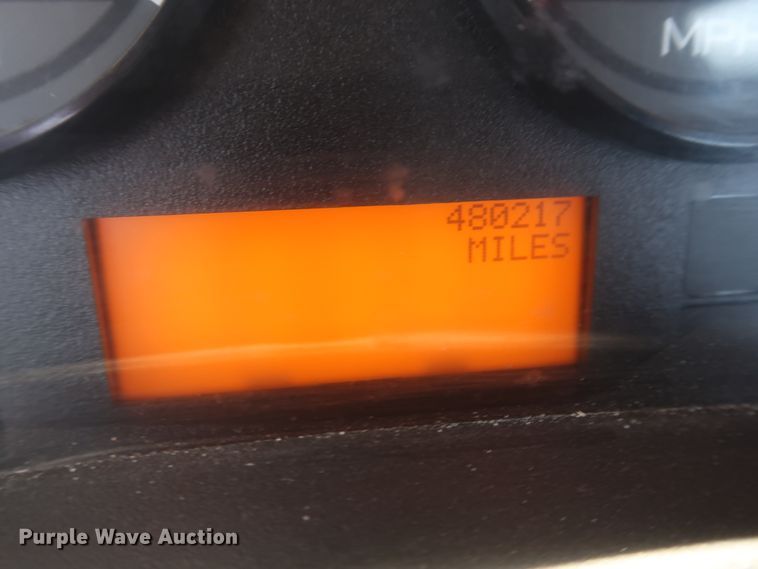 MPH
480217
MILES
Purple Wave Auction